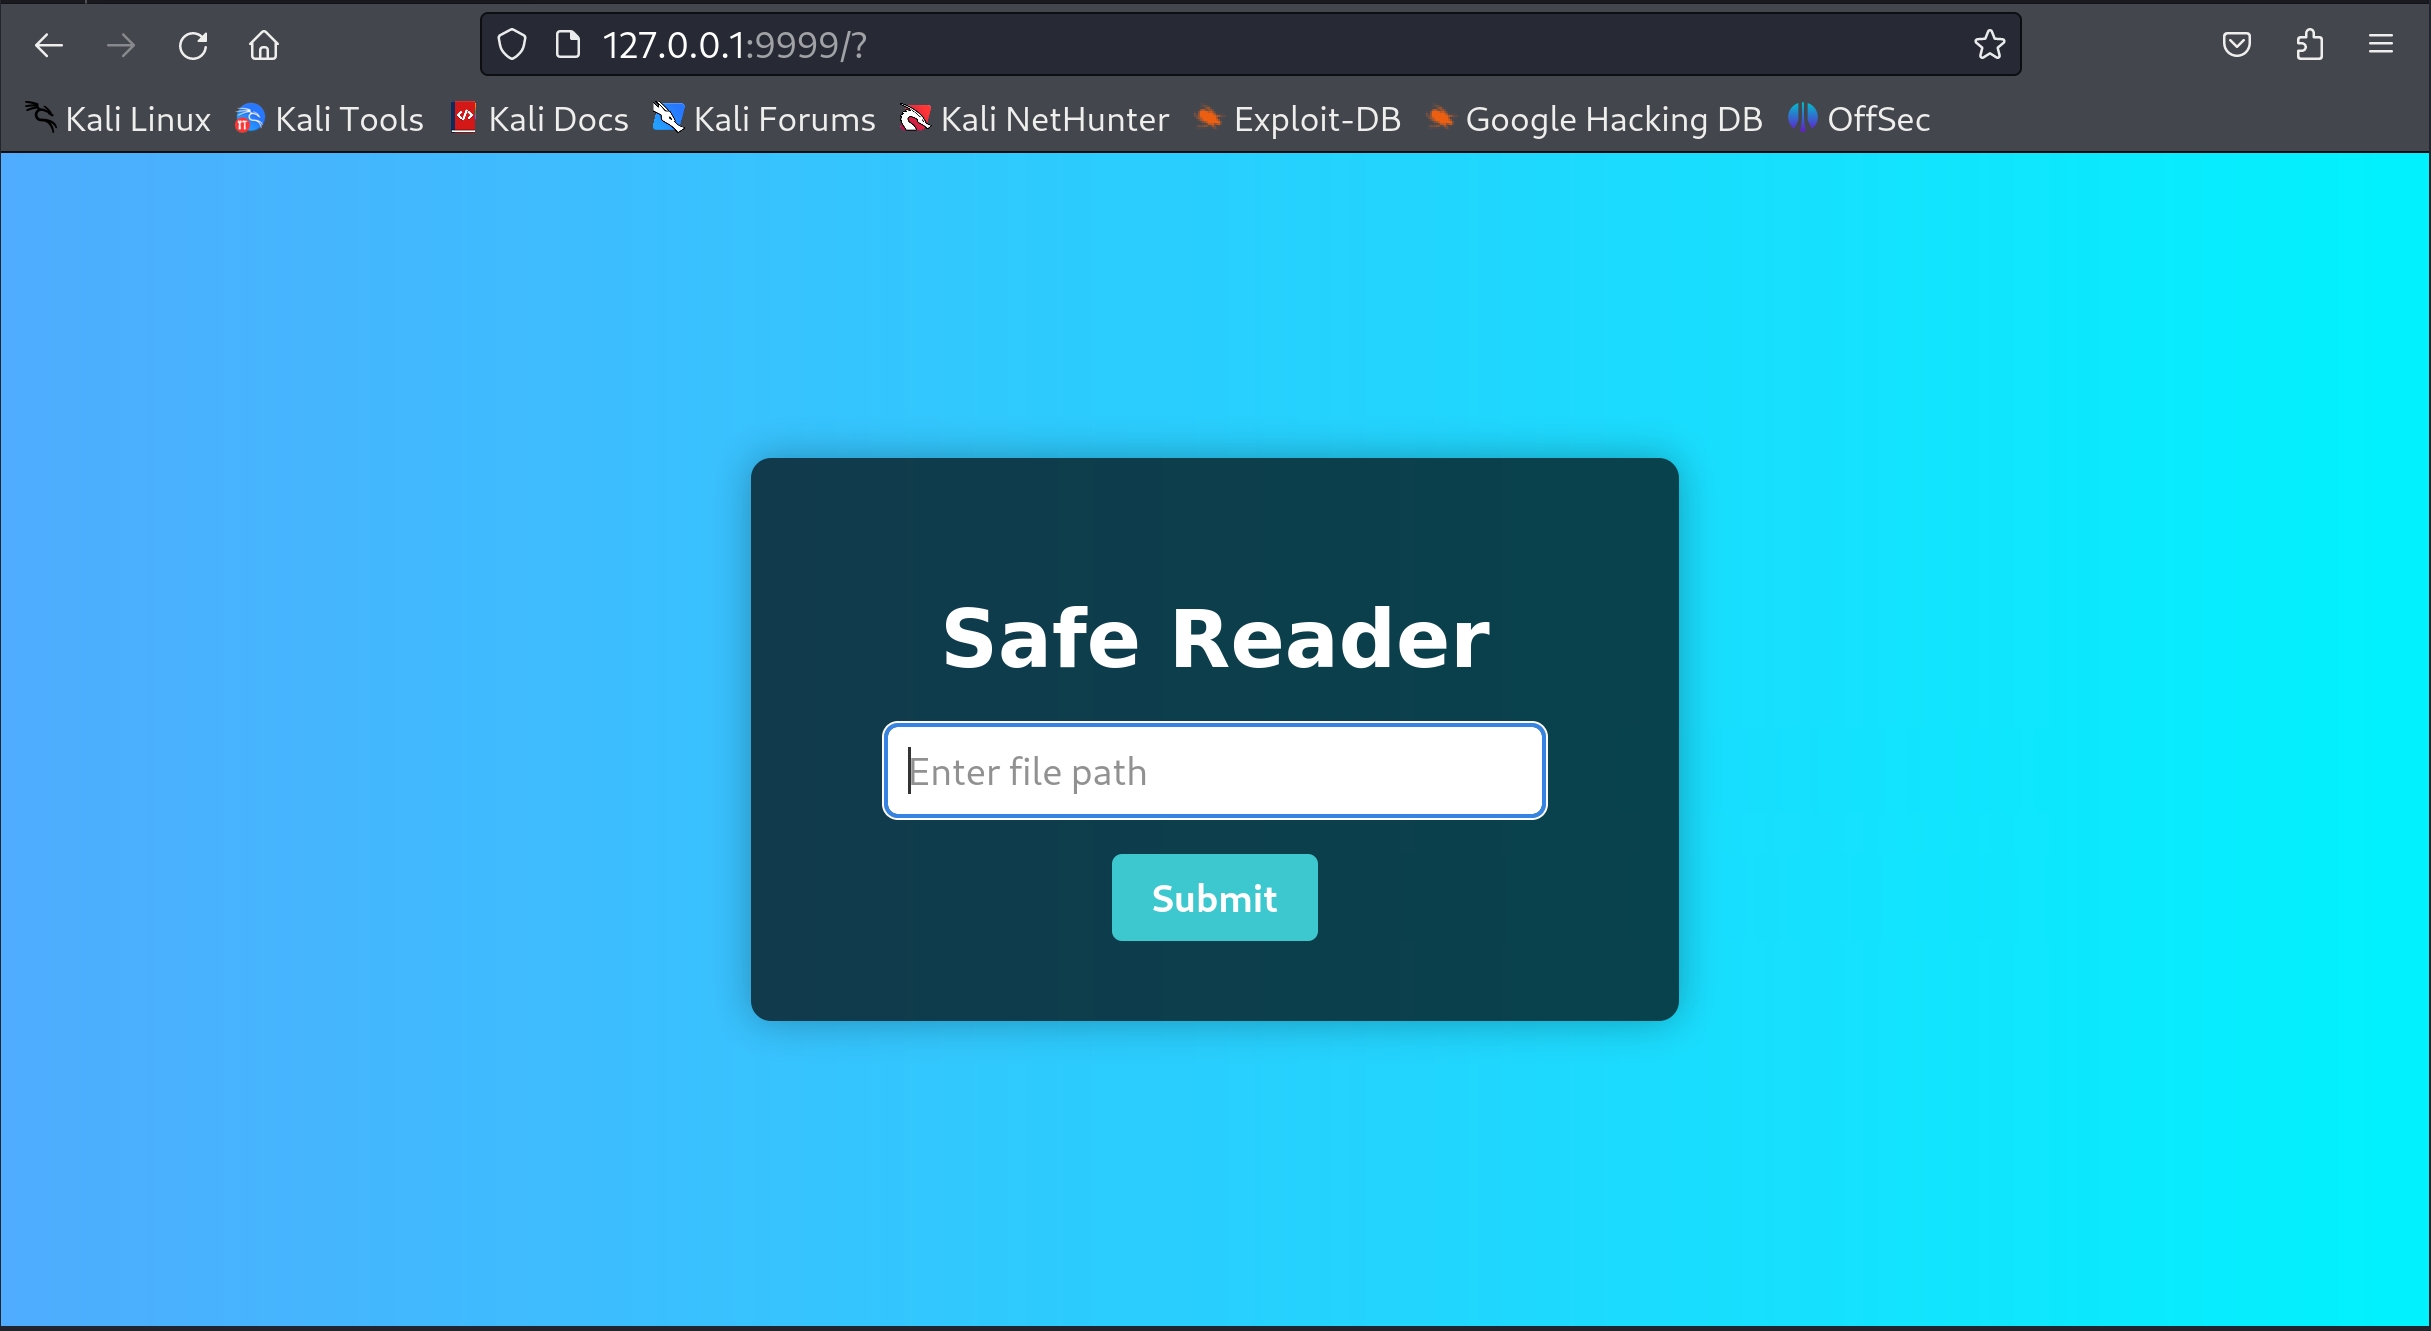 127.0.0.1:9999/?
Kali Linux Kali Tools Kali Docs Kali Forums Kali NetHunter Exploit-DB Google Hacking DB OffSec
Safe Reader
Enter file path
Submit